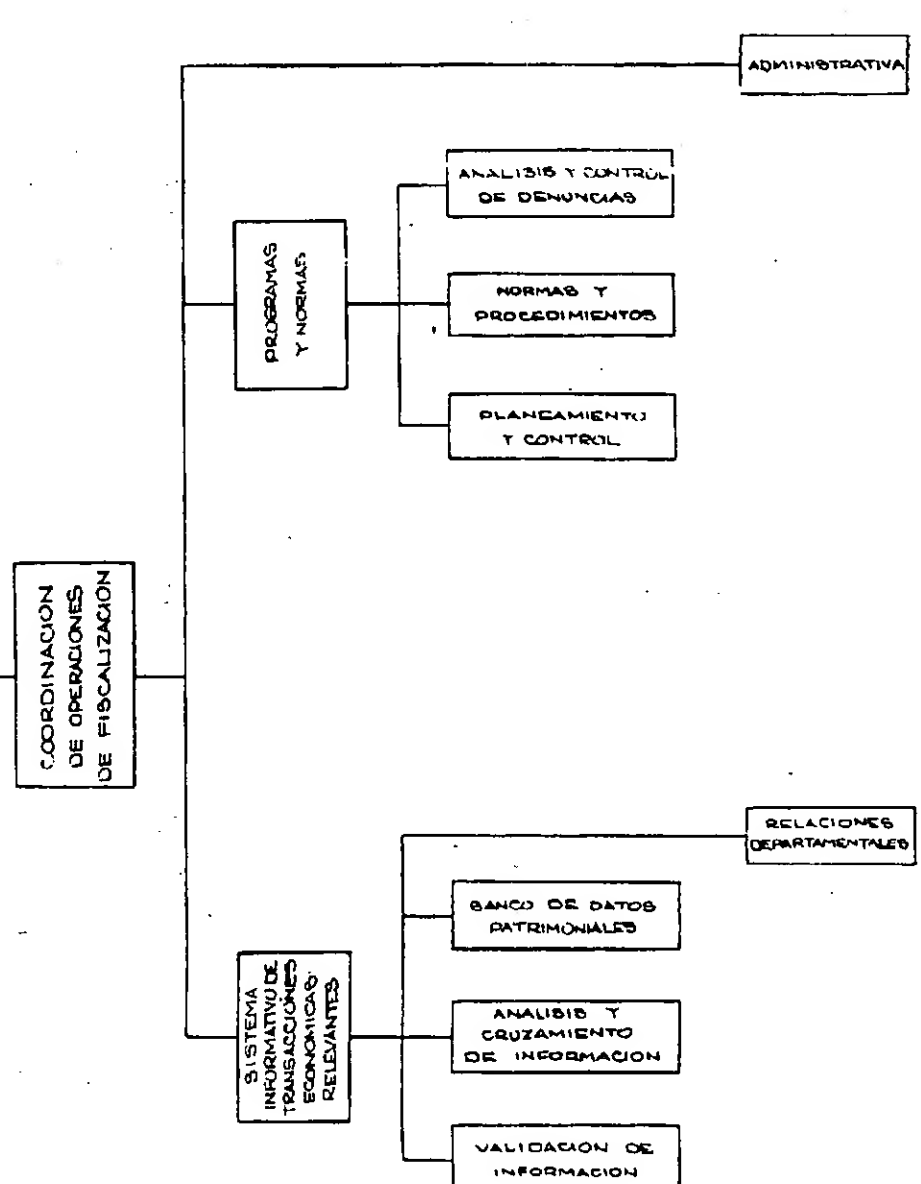 ADMINISTRATIVA
ANALISIS Y CONTROL
DE DENUNCIAS
PROGRAMAS
Y NORMAS
NORMAS Y
PROCEDIMIENTOS
PLANEAMIENTO
Y CONTROL
COORDINACION
DE OPERACIONES
DE FISCALIZACION
RELACIONES
DEPARTAMENTALES
BANCO DE DATOS
PATRIMONIALES
SISTEMA
INFORMATIVO DE
TRANSACCIONES
ECONOMICAS
RELEVANTES
ANALISIS Y
CRUZAMIENTO
DE INFORMACION
VALIDACION DE
INFORMACION